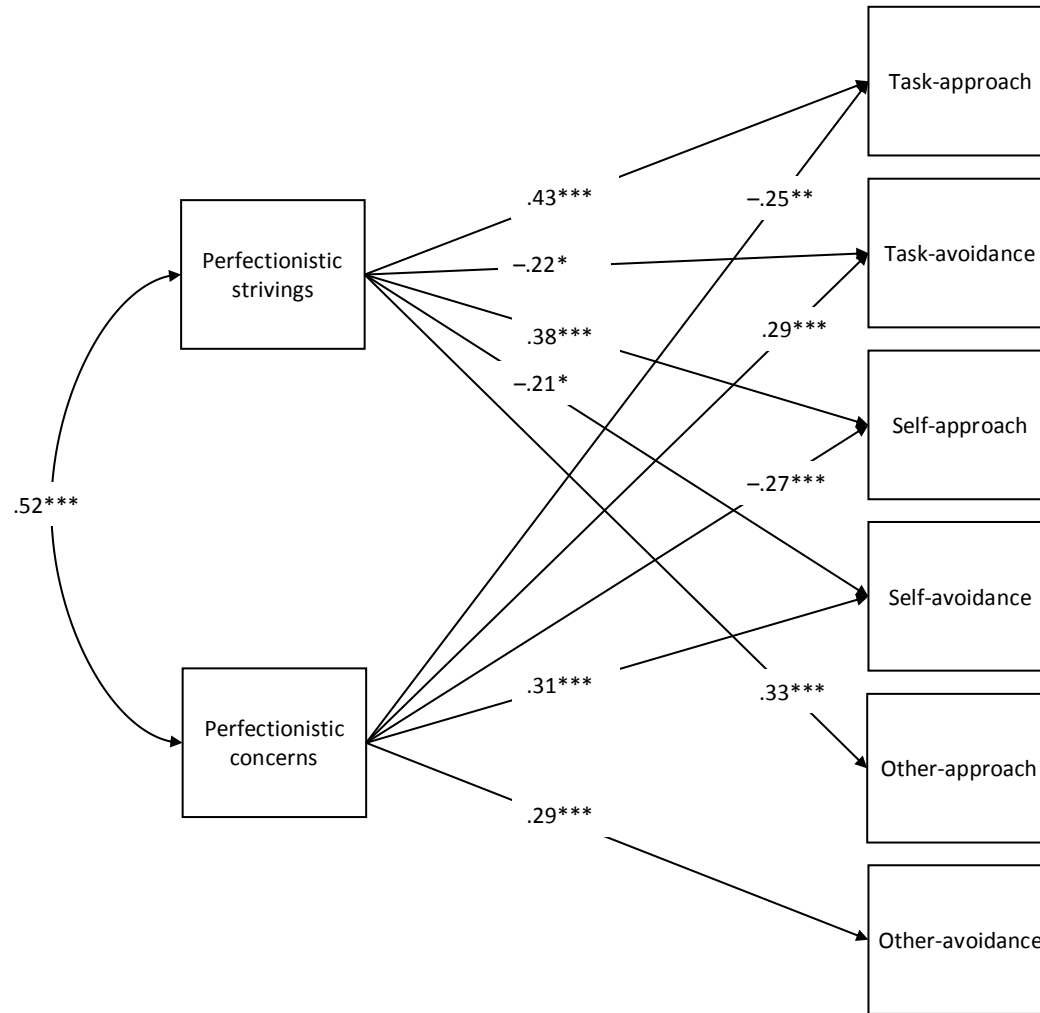 Task-approach
.43***
–.25**
Perfectionistic
strivings
–.22*
Task-avoidance
.38***
.29***
–.21*
Self-approach
–.27***
.52***
Self-avoidance
.31***
.33***
Perfectionistic
concerns
Other-approach
.29***
Other-avoidance